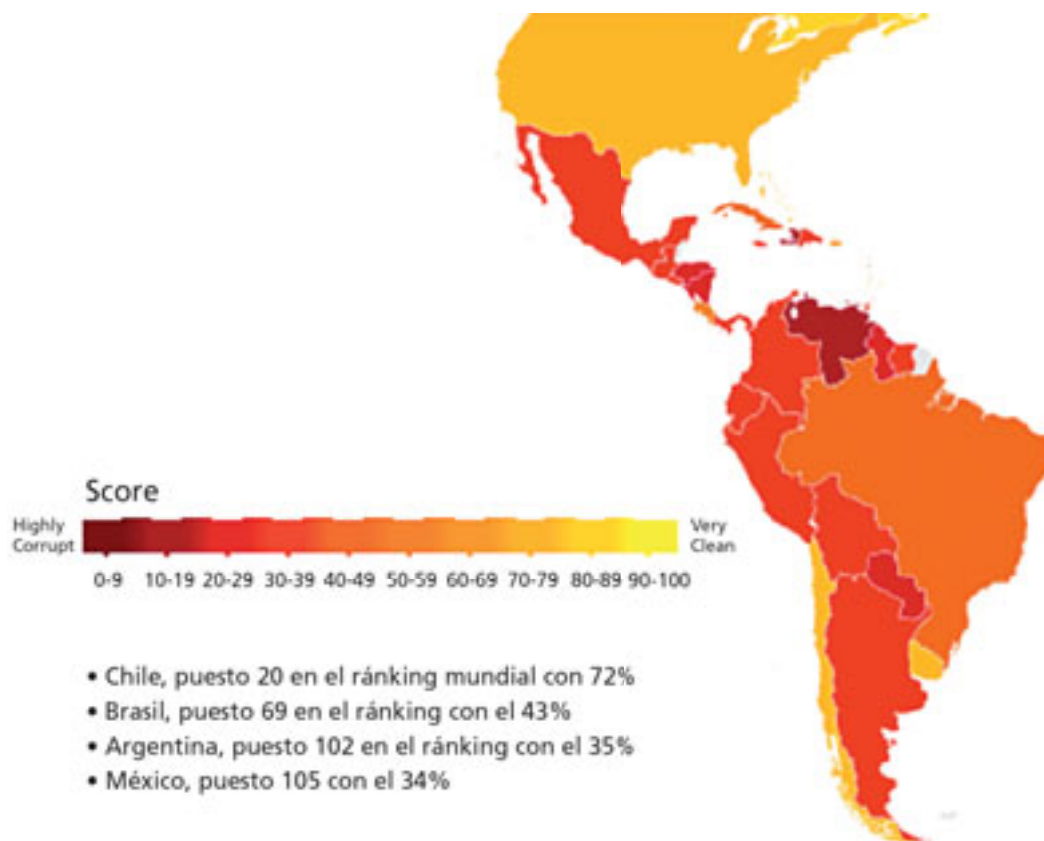 Score
Highly
Corrupt
Very
Clean
0-9 10-19 20-29 30-39 40-49 50-59 60-69 70-79 80-89 90-100
• Chile, puesto 20 en el ránking mundial con 72%
• Brasil, puesto 69 en el ránking con el 43%
• Argentina, puesto 102 en el ránking con el 35%
• México, puesto 105 con el 34%